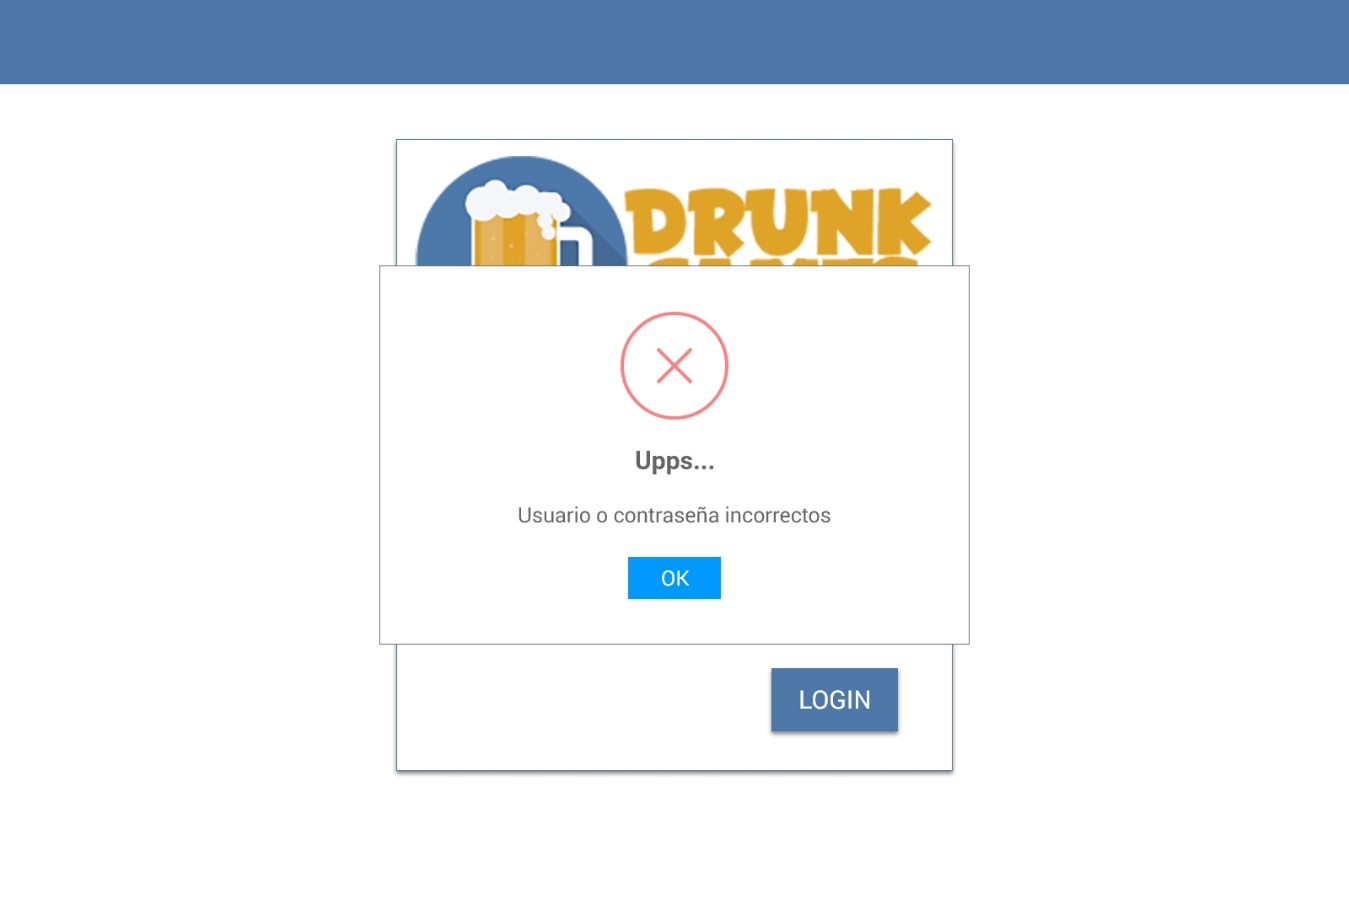 DRUNK
Upps...
Usuario o contraseña incorrectos
OK
LOGIN